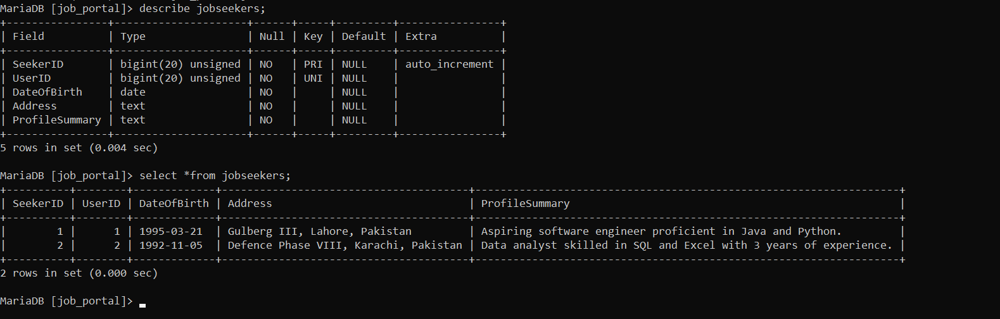 MariaDB [job_portal]> describe jobseekers;
+----------------+---------------------+------+-----+---------+----------------+
| Field          | Type                | Null | Key | Default | Extra          |
+----------------+---------------------+------+-----+---------+----------------+
| SeekerID       | bigint(20) unsigned | NO   | PRI | NULL    | auto_increment |
| UserID         | bigint(20) unsigned | NO   | UNI | NULL    |                |
| DateOfBirth    | date                | NO   |     | NULL    |                |
| Address        | text                | NO   |     | NULL    |                |
| ProfileSummary | text                | NO   |     | NULL    |                |
+----------------+---------------------+------+-----+---------+----------------+
5 rows in set (0.004 sec)
MariaDB [job_portal]> select *from jobseekers;
+----------+--------+-------------+---------------------------------------+-------------------------------------------------------------------+
| SeekerID | UserID | DateOfBirth | Address                               | ProfileSummary                                                    |
+----------+--------+-------------+---------------------------------------+-------------------------------------------------------------------+
|        1 |      1 | 1995-03-21  | Gulberg III, Lahore, Pakistan         | Aspiring software engineer proficient in Java and Python.         |
|        2 |      2 | 1992-11-05  | Defence Phase VIII, Karachi, Pakistan | Data analyst skilled in SQL and Excel with 3 years of experience. |
+----------+--------+-------------+---------------------------------------+-------------------------------------------------------------------+
2 rows in set (0.000 sec)
MariaDB [job_portal]>